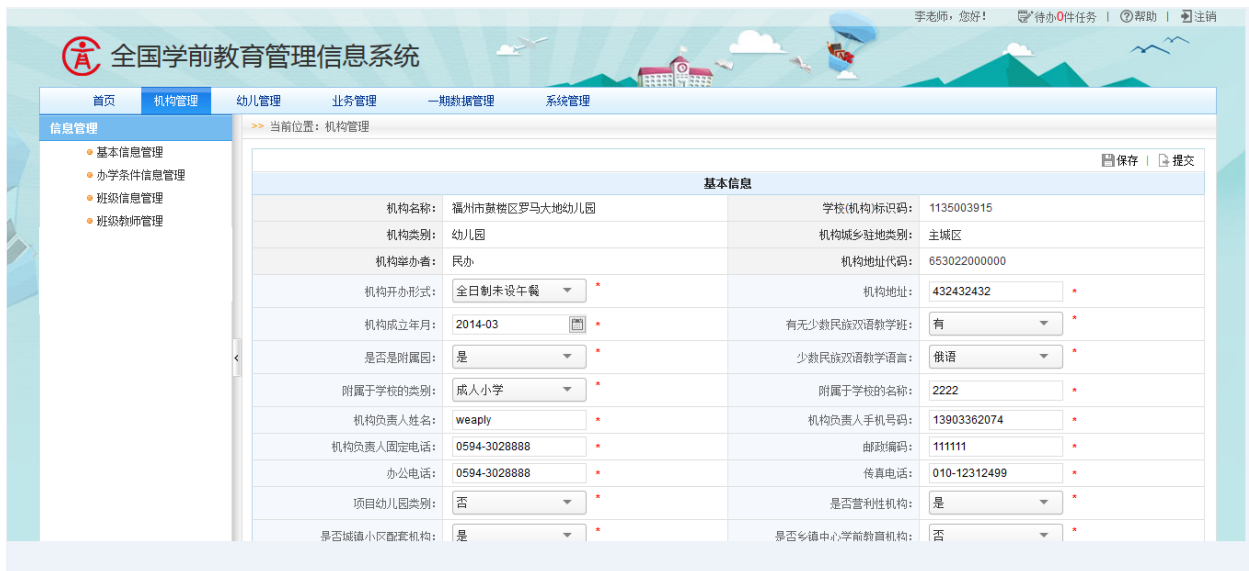 李老师，您好！ 待办0件任务 | 帮助 | 注销
育 全国学前教育管理信息系统
首页 机构管理 幼儿管理 业务管理 一期数据管理 系统管理
信息管理 >> 当前位置：机构管理
基本信息管理
办学条件信息管理
班级信息管理
班级教师管理
保存 | 提交
基本信息
机构名称： 福州市鼓楼区罗马大地幼儿园 学校(机构)标识码： 1135003915
机构类别： 幼儿园 机构城乡驻地类别： 主城区
机构举办者： 民办 机构地址代码： 653022000000
机构开办形式： 全日制未设午餐 * 机构地址： 432432432 *
机构成立年月： 2014-03 * 有无少数民族双语教学班： 有 *
是否是附属园： 是 * 少数民族双语教学语言： 俄语 *
附属于学校的类别： 成人小学 * 附属于学校的名称： 2222 *
机构负责人姓名： weaply * 机构负责人手机号码： 13903362074 *
机构负责人固定电话： 0594-3028888 * 邮政编码： 111111 *
办公电话： 0594-3028888 * 传真电话： 010-12312499 *
项目幼儿园类别： 否 * 是否营利性机构： 是 *
是否城镇小区配套机构： 是 * 是否乡镇中心学前教育机构： 否 *